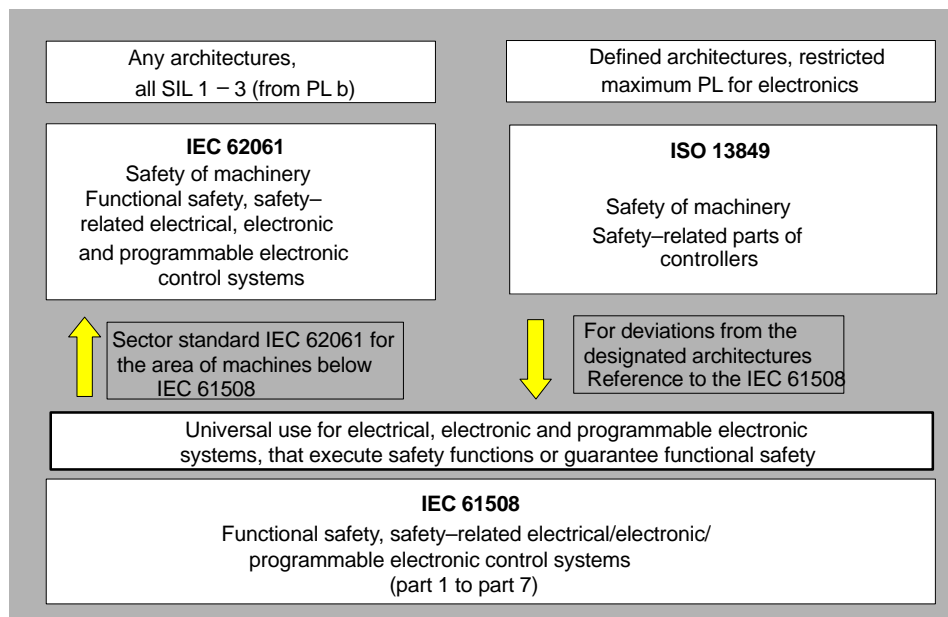 Any architectures,
all SIL 1 – 3 (from PL b)
Defined architectures, restricted
maximum PL for electronics
IEC 62061
Safety of machinery
Functional safety, safety–
related electrical, electronic
and programmable electronic
control systems
ISO 13849
Safety of machinery
Safety–related parts of
controllers
Sector standard IEC 62061 for
the area of machines below
IEC 61508
For deviations from the
designated architectures
Reference to the IEC 61508
Universal use for electrical, electronic and programmable electronic
systems, that execute safety functions or guarantee functional safety
IEC 61508
Functional safety, safety–related electrical/electronic/
programmable electronic control systems
(part 1 to part 7)